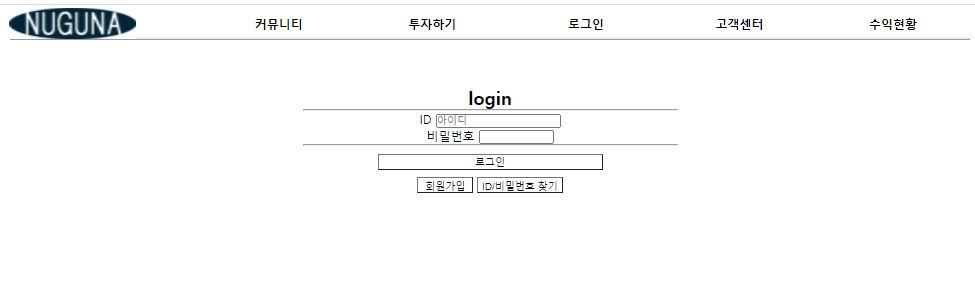 NUGUNA 커뮤니티 투자하기 로그인 고객센터 수익현황
login
ID 아이디
비밀번호
로그인
회원가입 ID/비밀번호 찾기